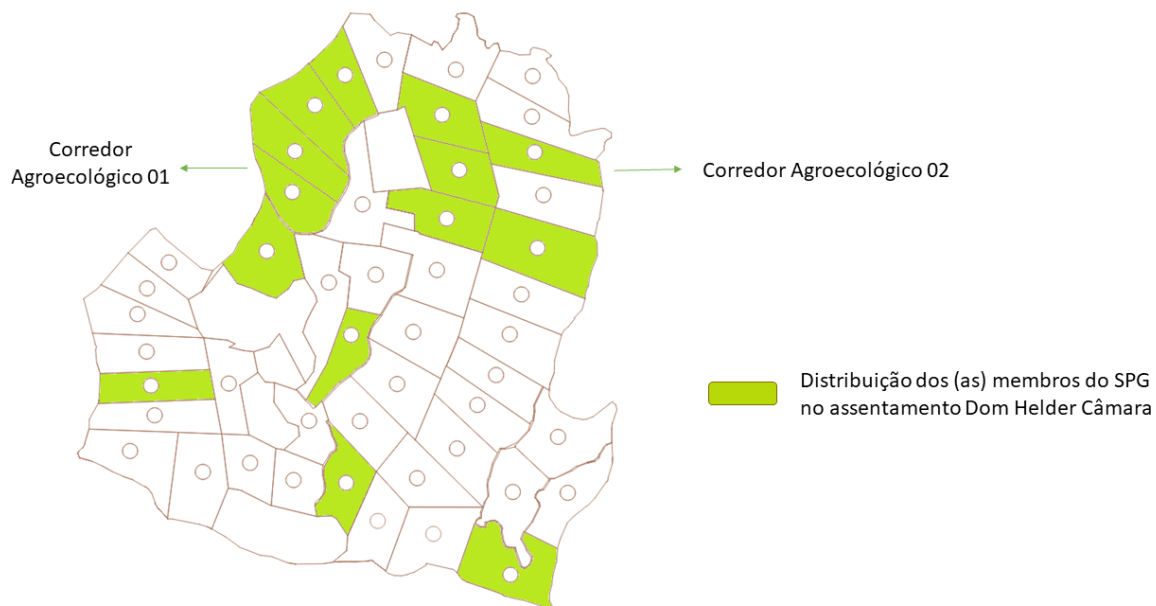 Corredor
Agroecológico 01
Corredor Agroecológico 02
Distribuição dos (as) membros do SPG
no assentamento Dom Helder Câmara